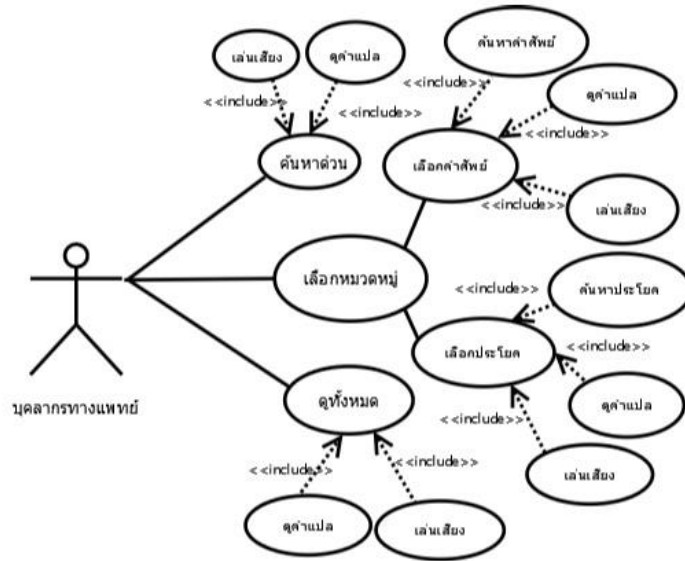 ค้นหาคำศัพย์
เล่นเสียง
ดูคำแปล
<<include>>
ดูคำแปล
<<include>>
<<include>>
<<include>>
ค้นหาด่วน
เลือกคำศัพย์
<<include>>
เล่นเสียง
เลือกหมวดหมู่
ค้นหาประโยค
<<include>>
<<include>>
เลือกประโยค
ดูทั้งหมด
ดูคำแปล
บุคลากรทางแพทย์
<<include>>
<<include>>
<<include>>
เล่นเสียง
ดูคำแปล
เล่นเสียง